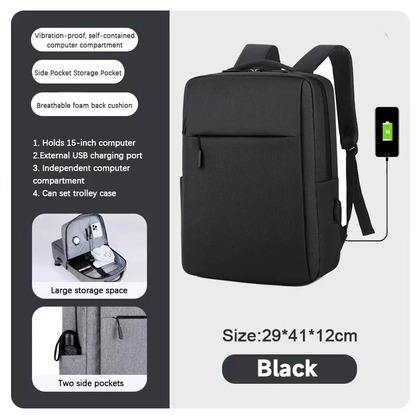 Vibration-proof, self-contained
computer compartment
Side Pocket Storage Pocket
Breathable foam back cushion
1. Holds 15-inch computer
2.External USB charging port
3. Independent computer
compartment
4. Can set trolley case
Large storage space
Two side pockets
Size:29*41*12cm
Black